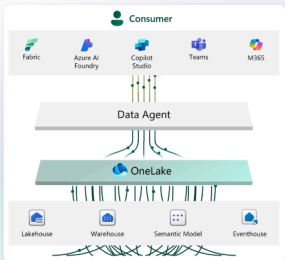 Consumer
Fabric
Azure AI
Foundry
Copilot
Studio
Teams
M365
Data Agent
OneLake
Lakehouse
Warehouse
Semantic Model
Eventhouse